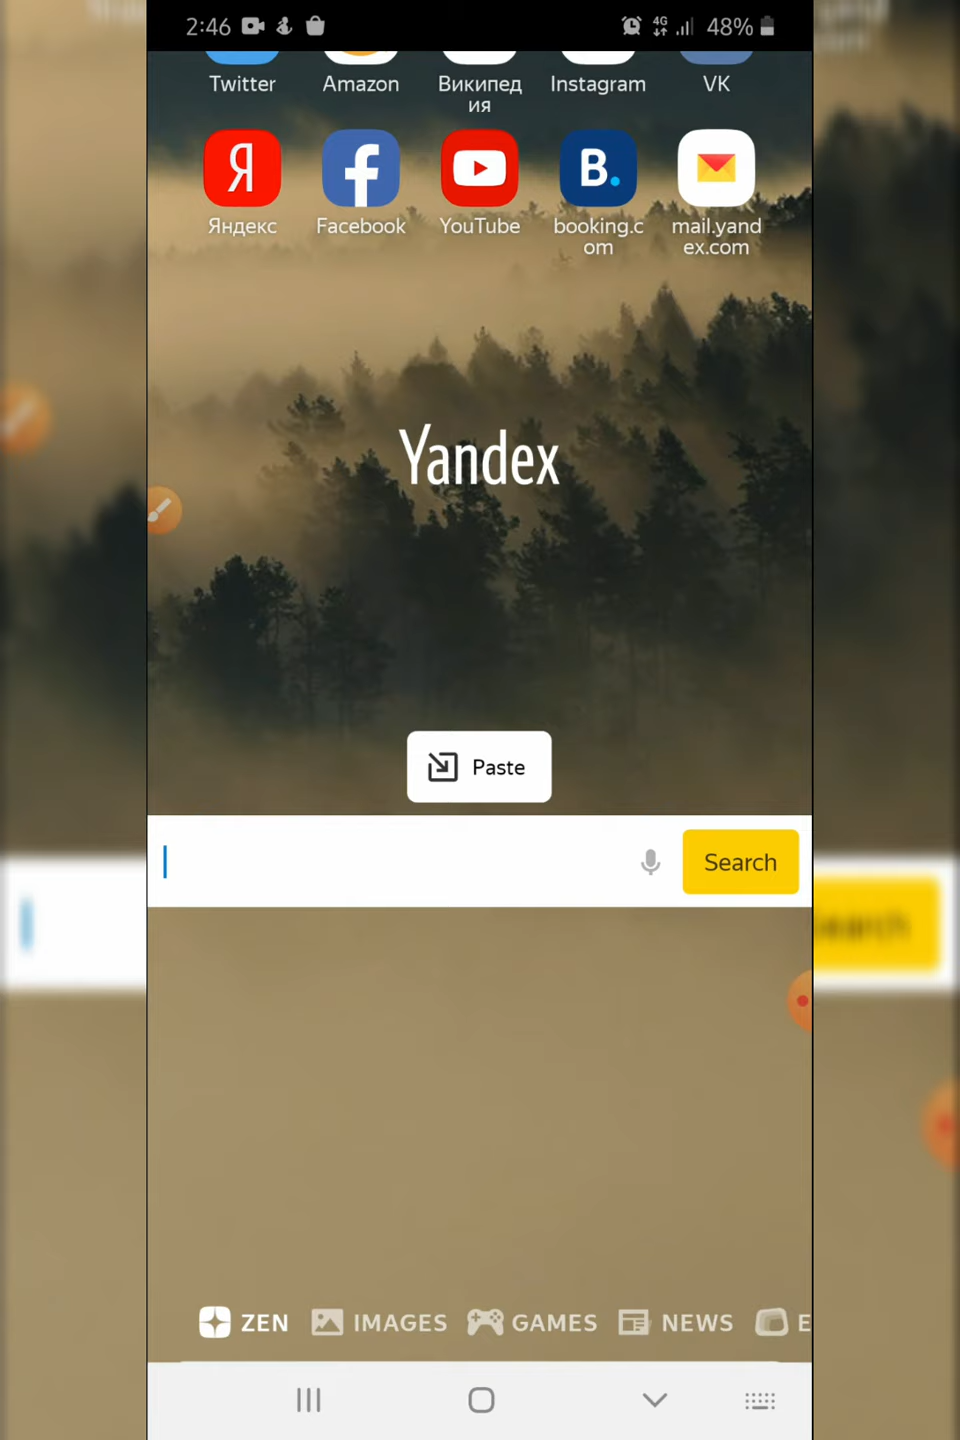 2:46 4G 48%
Twitter Amazon Википед Instagram VK
ия
Я B.
Яндекс Facebook YouTube booking.c mail.yand
om ex.com
Yandex
Paste
Search
ZEN IMAGES GAMES NEWS E